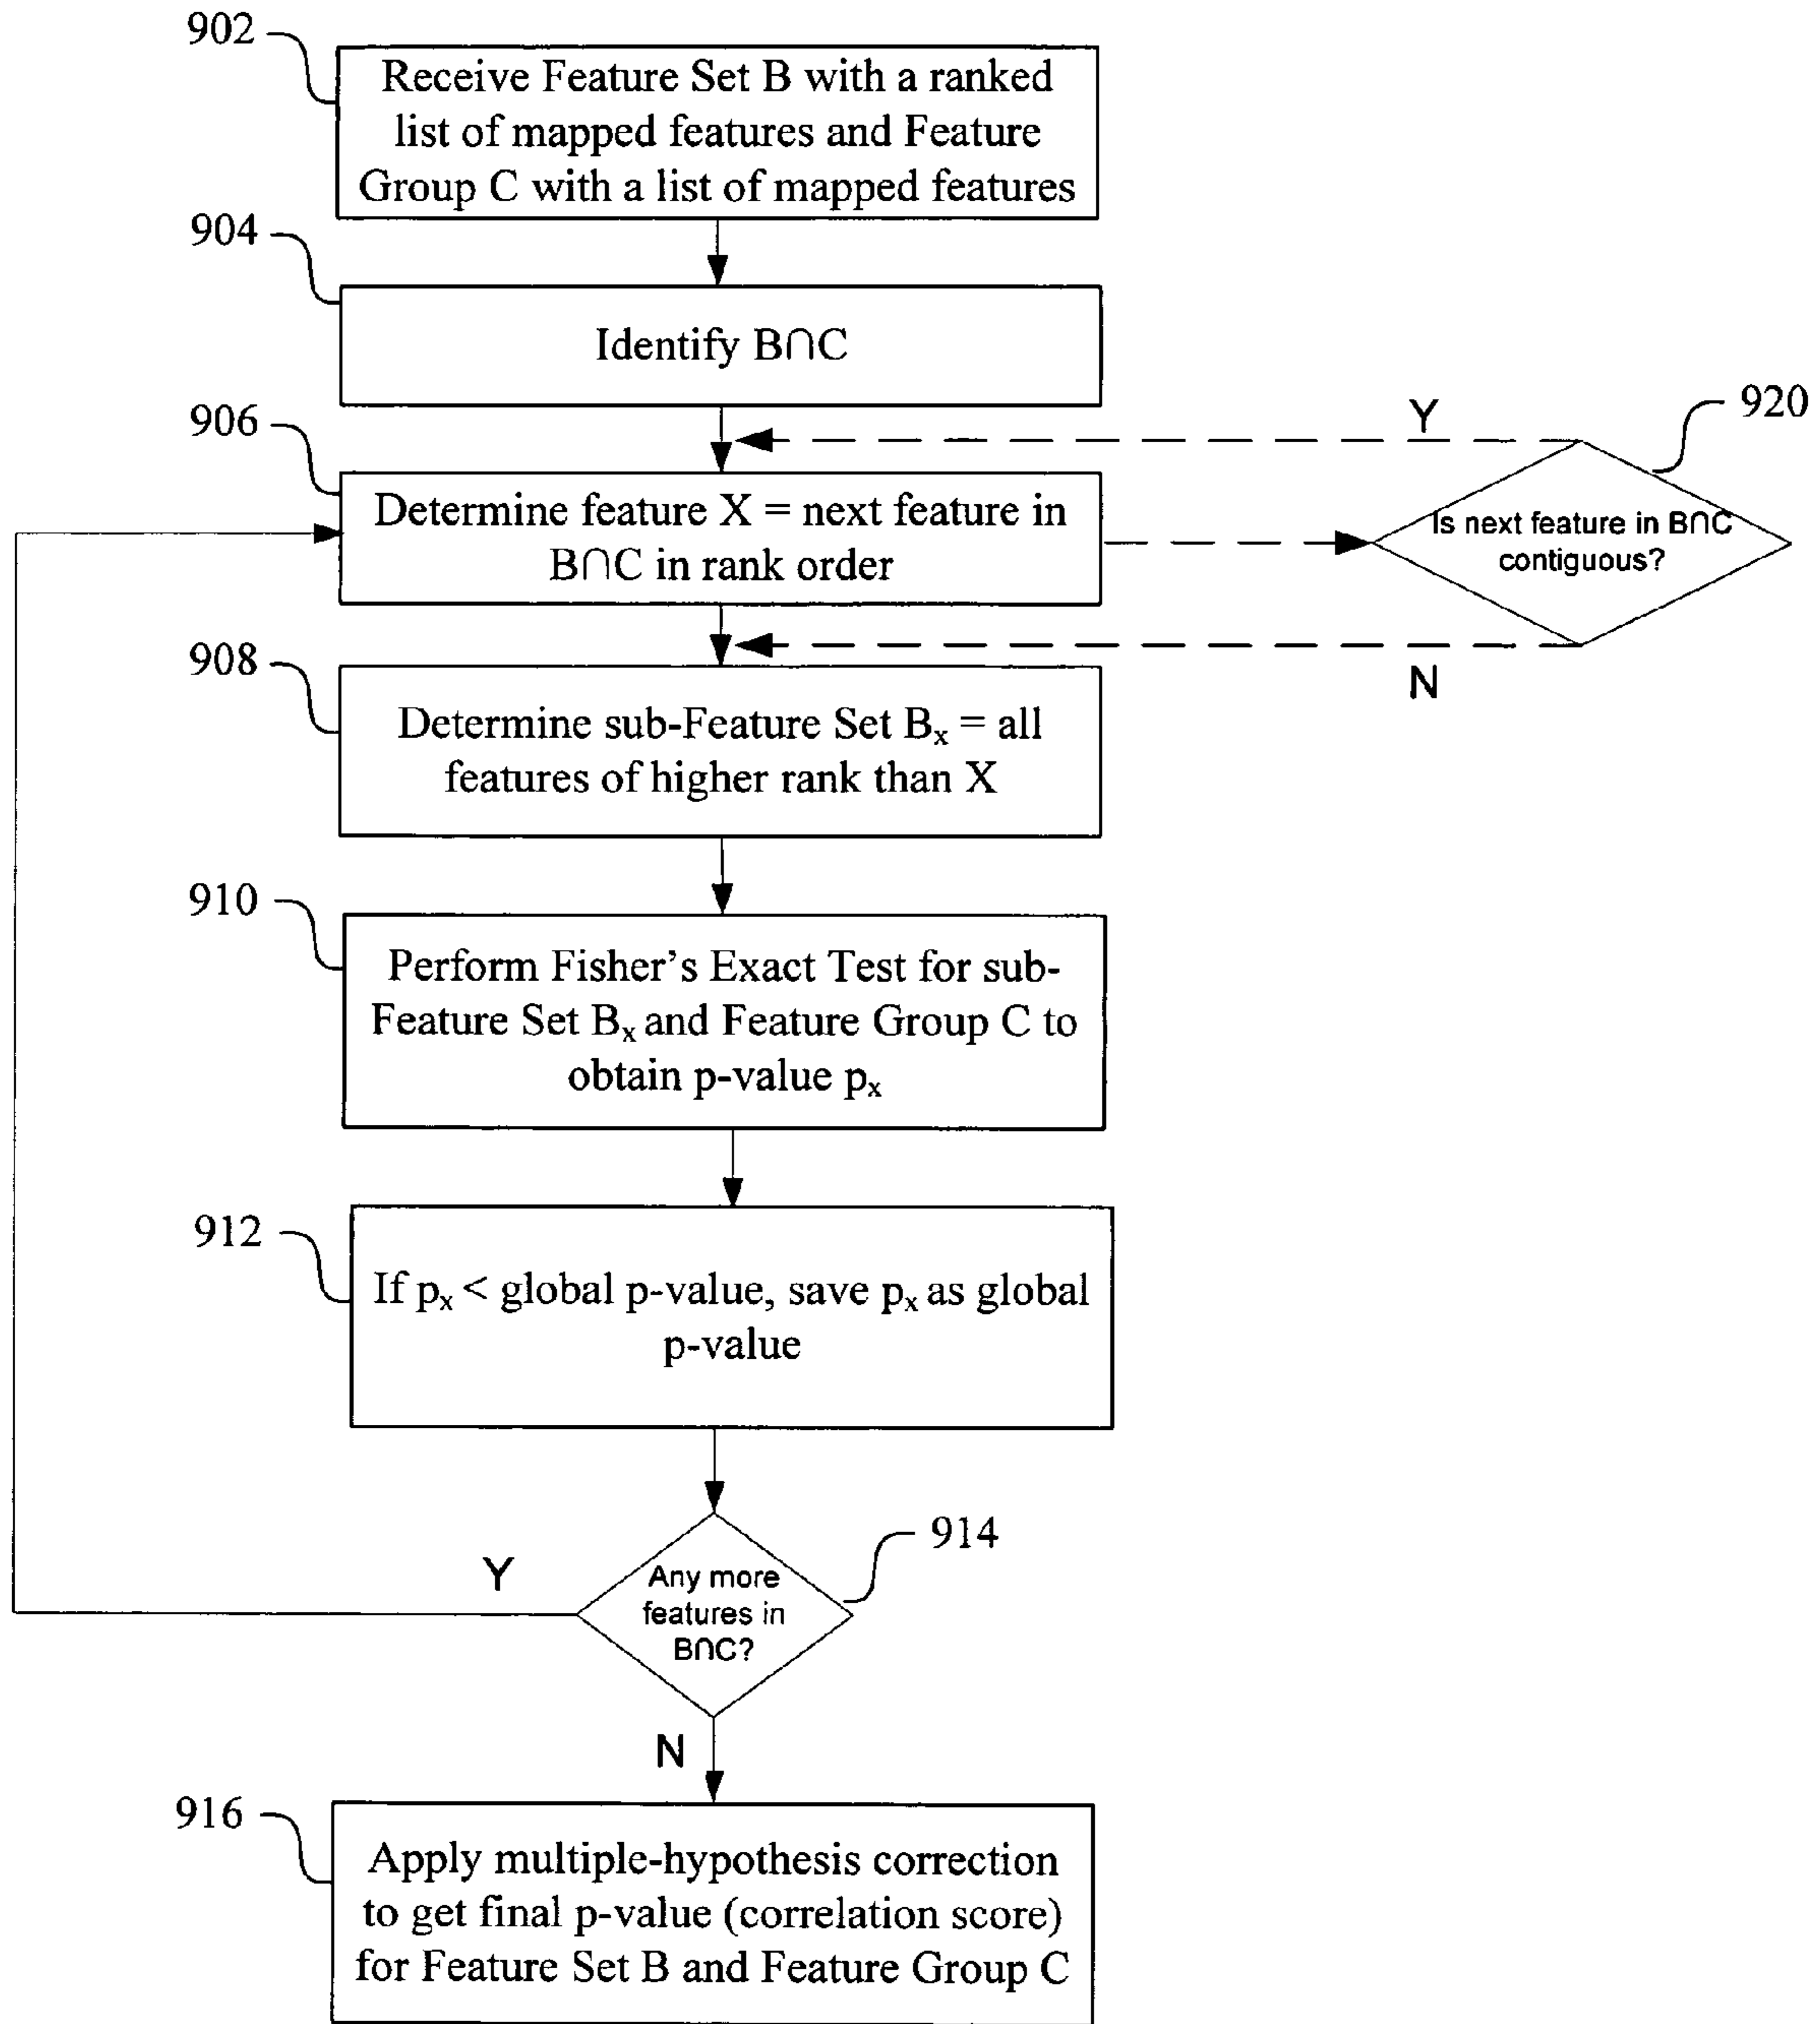 902
Receive Feature Set B with a ranked
list of mapped features and Feature
Group C with a list of mapped features
904
Identify B∩C
906
Determine feature X = next feature in
B∩C in rank order
Y
920
Is next feature in B∩C
contiguous?
N
908
Determine sub-Feature Set Bₓ = all
features of higher rank than X
910
Perform Fisher's Exact Test for sub-
Feature Set Bₓ and Feature Group C to
obtain p-value pₓ
912
If pₓ < global p-value, save pₓ as global
p-value
914
Any more
features in
B∩C?
Y
N
916
Apply multiple-hypothesis correction
to get final p-value (correlation score)
for Feature Set B and Feature Group C